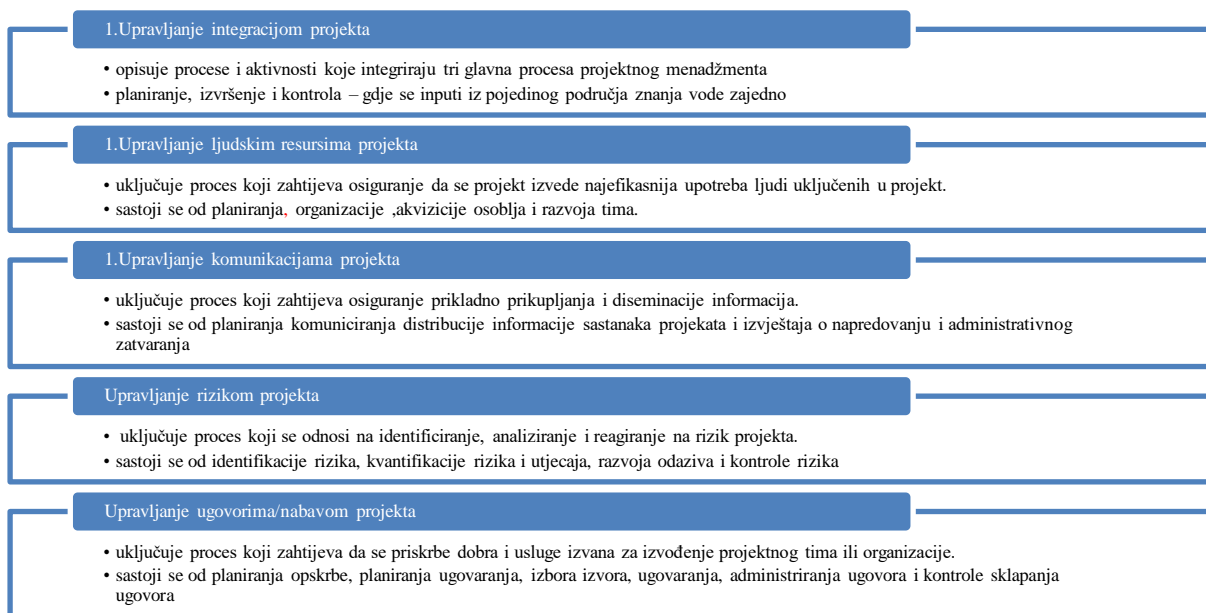 1.Upravljanje integracijom projekta
• opisuje procese i aktivnosti koje integriraju tri glavna procesa projektnog menadžmenta
• planiranje, izvršenje i kontrola – gdje se inputi iz pojedinog područja znanja vode zajedno
1.Upravljanje ljudskim resursima projekta
• uključuje proces koji zahtijeva osiguranje da se projekt izvede najefikasnija upotreba ljudi uključenih u projekt.
• sastoji se od planiranja, organizacije ,akvizicije osoblja i razvoja tima.
1.Upravljanje komunikacijama projekta
• uključuje proces koji zahtijeva osiguranje prikladno prikupljanja i diseminacije informacija.
• sastoji se od planiranja komuniciranja distribucije informacije sastanaka projekata i izvještaja o napredovanju i administrativnog
zatvaranja
Upravljanje rizikom projekta
• uključuje proces koji se odnosi na identificiranje, analiziranje i reagiranje na rizik projekta.
• sastoji se od identifikacije rizika, kvantifikacije rizika i utjecaja, razvoja odaziva i kontrole rizika
Upravljanje ugovorima/nabavom projekta
• uključuje proces koji zahtijeva da se priskrbe dobra i usluge izvana za izvođenje projektnog tima ili organizacije.
• sastoji se od planiranja opskrbe, planiranja ugovaranja, izbora izvora, ugovaranja, administriranja ugovora i kontrole sklapanja
ugovora